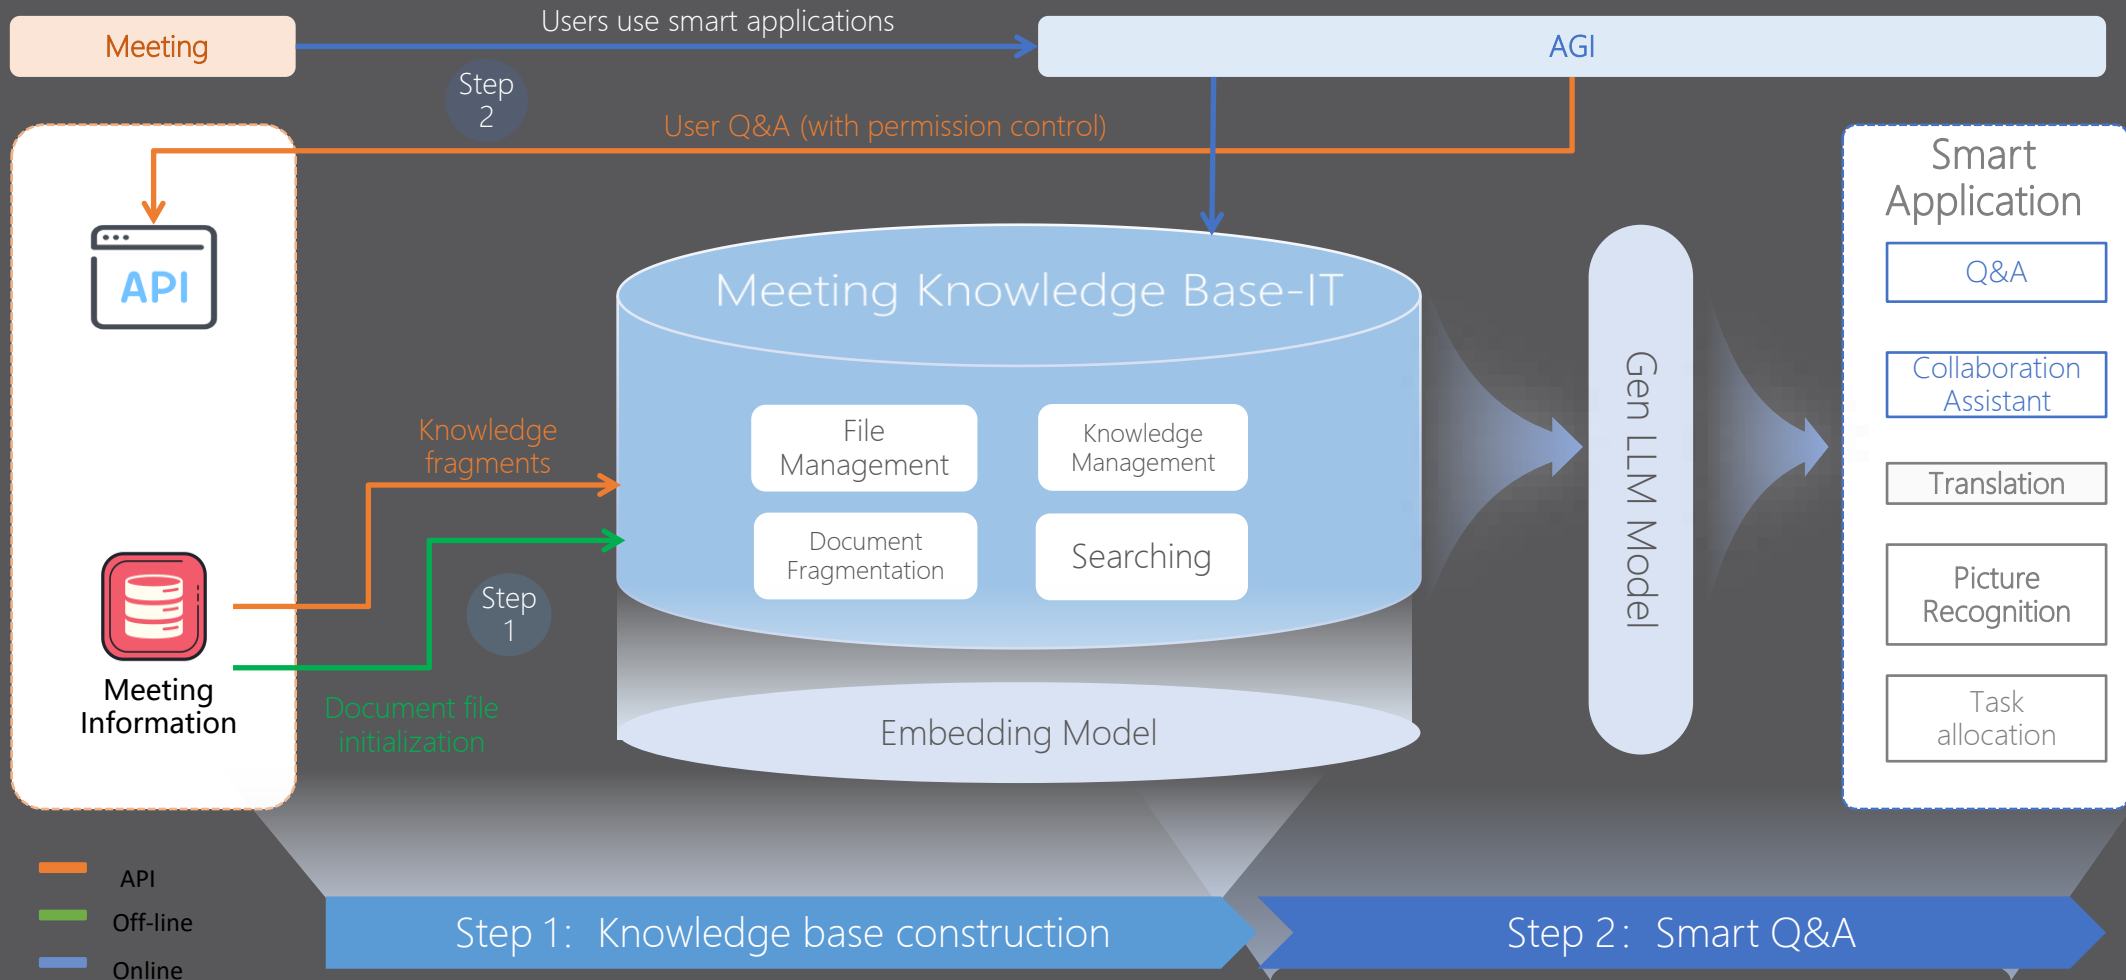 Users use smart applications
Meeting
AGI
Step
2
User Q&A (with permission control)
API
Meeting
Information
Knowledge
fragments
Step
1
Document file
initialization
Meeting Knowledge Base-IT
File
Management
Knowledge
Management
Document
Fragmentation
Searching
Embedding Model
Gen LLM Model
Smart
Application
Q&A
Collaboration
Assistant
Translation
Picture
Recognition
Task
allocation
API
Off-line
Online
Step 1: Knowledge base construction
Step 2: Smart Q&A